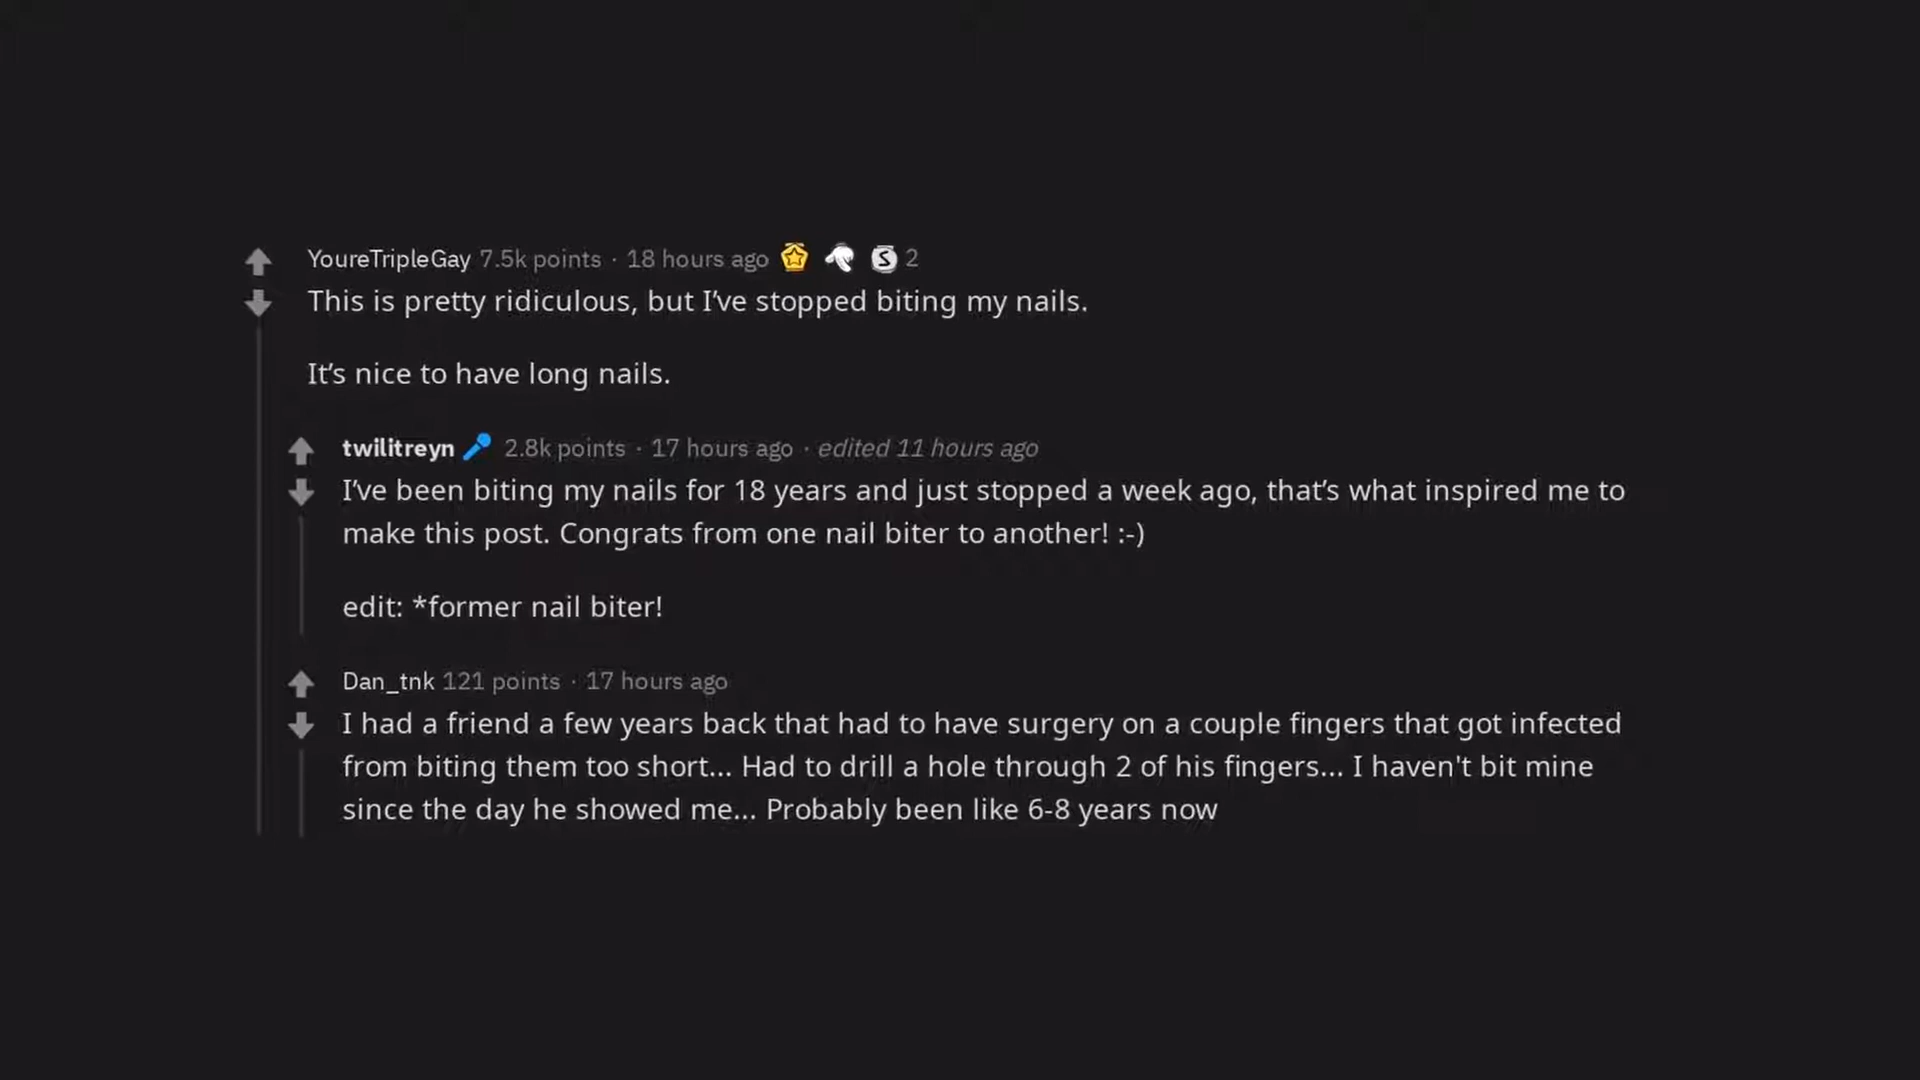 YoureTripleGay 7.5k points · 18 hours ago 2
This is pretty ridiculous, but I’ve stopped biting my nails.
It’s nice to have long nails.
twilitreyn 2.8k points · 17 hours ago · edited 11 hours ago
I’ve been biting my nails for 18 years and just stopped a week ago, that’s what inspired me to
make this post. Congrats from one nail biter to another! :-)
edit: *former nail biter!
Dan_tnk 121 points · 17 hours ago
I had a friend a few years back that had to have surgery on a couple fingers that got infected
from biting them too short... Had to drill a hole through 2 of his fingers... I haven't bit mine
since the day he showed me... Probably been like 6-8 years now